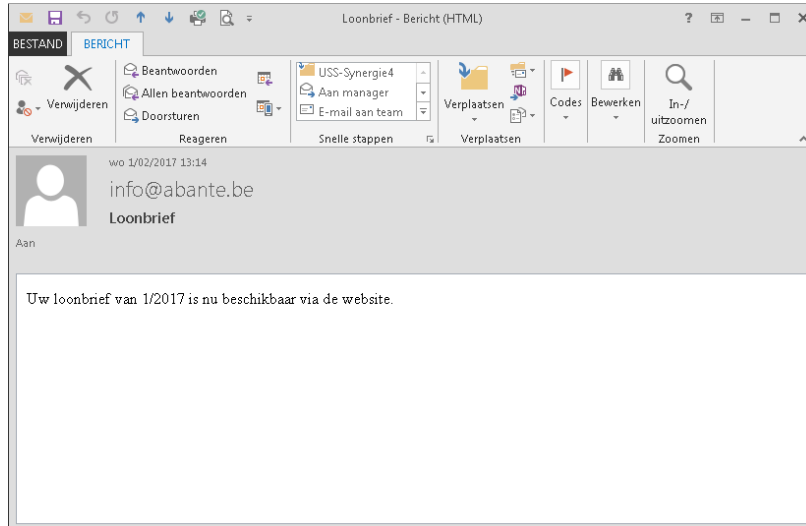 Loonbrief - Bericht (HTML)
?
BESTAND BERICHT
Verwijderen
Beantwoorden
Allen beantwoorden
Doorsturen
USS-Synergie4
Aan manager
E-mail aan team
Verplaatsen
Codes
Bewerken
In-/
uitzoomen
Verwijderen
Reageren
Snelle stappen
Verplaatsen
Zoomen
wo 1/02/2017 13:14
info@abante.be
Loonbrief
Aan
Uw loonbrief van 1/2017 is nu beschikbaar via de website.